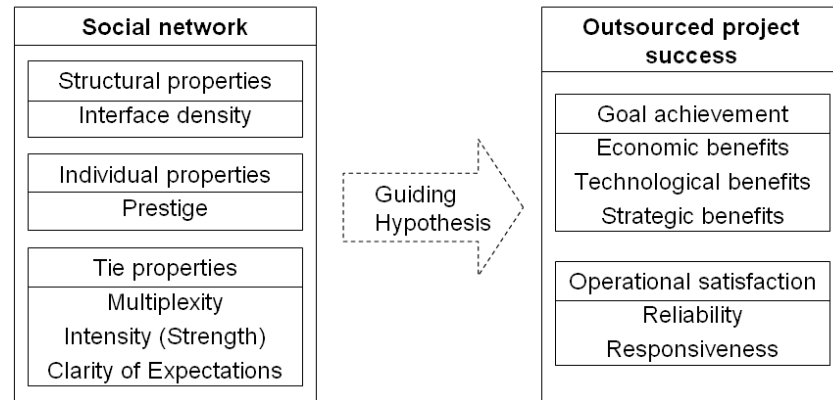 Social network
Structural properties
Interface density
Individual properties
Prestige
Tie properties
Multiplexity
Intensity (Strength)
Clarity of Expectations
Guiding
Hypothesis
Outsourced project
success
Goal achievement
Economic benefits
Technological benefits
Strategic benefits
Operational satisfaction
Reliability
Responsiveness